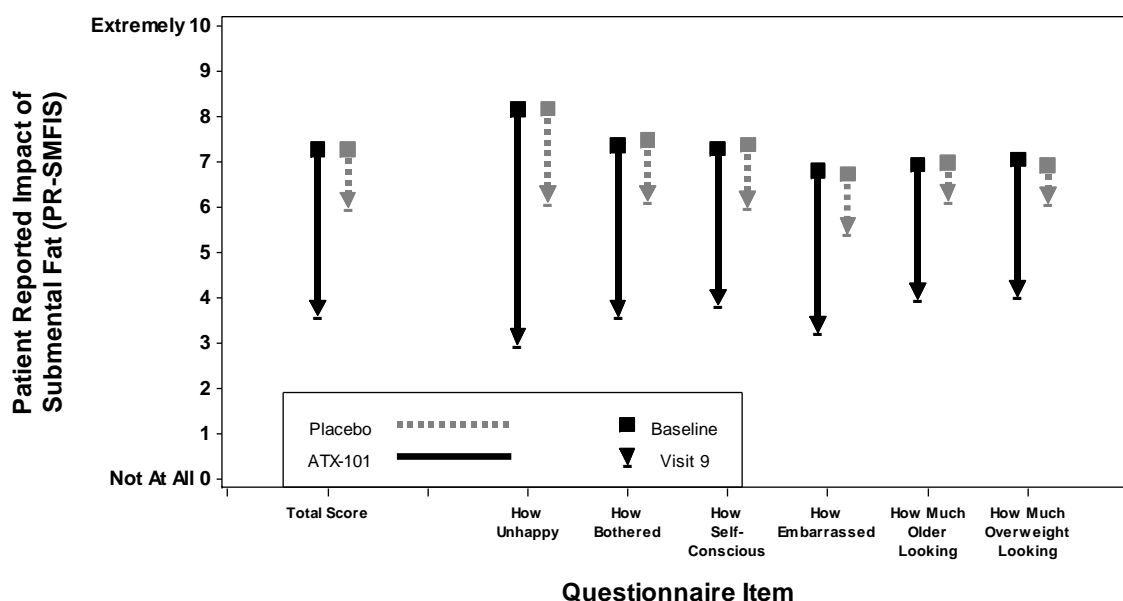 Patient Reported Impact of
Submental Fat (PR-SMFIS)
Extremely 10
9
8
7
6
5
4
3
2
1
Not At All 0
Placebo
Baseline
ATX-101
Visit 9
Total Score
How
Unhappy
How
Bothered
How
Self-
Conscious
How
Embarrassed
How Much
Older
Looking
How Much
Overweight
Looking
Questionnaire Item